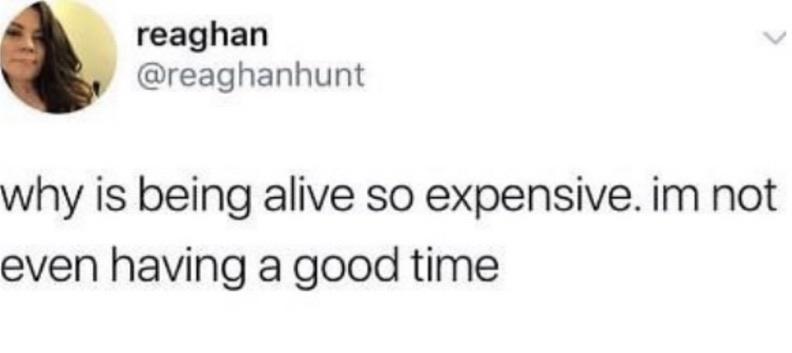 reaghan
@reaghanhunt
why is being alive so expensive. im not
even having a good time